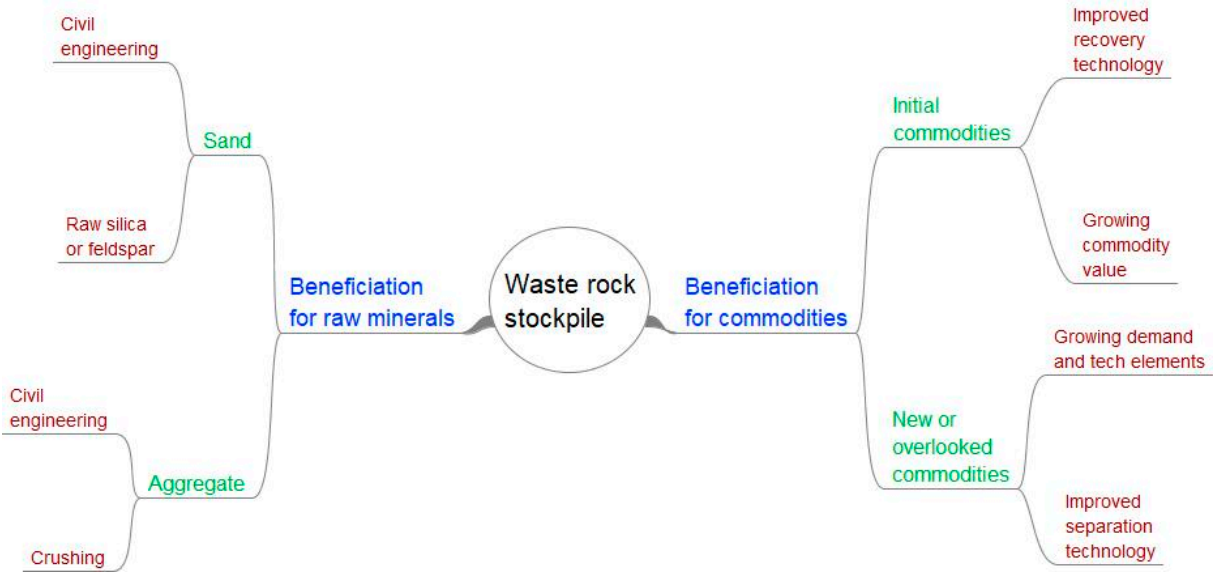 Civil
engineering
Sand
Raw silica
or feldspar
Beneficiation
for raw minerals
Civil
engineering
Aggregate
Crushing
Waste rock
stockpile
Beneficiation
for commodities
Initial
commodities
Improved
recovery
technology
Growing
commodity
value
New or
overlooked
commodities
Growing demand
and tech elements
Improved
separation
technology